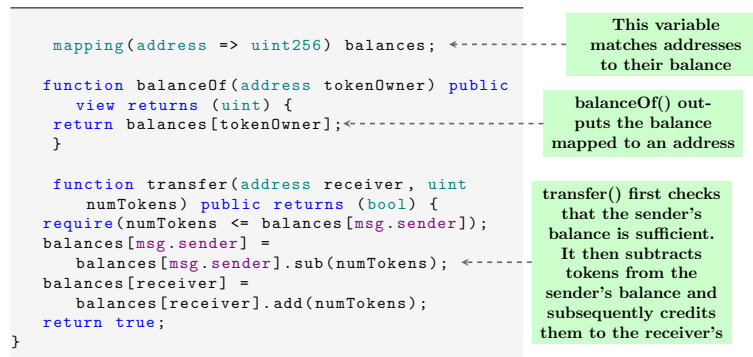 mapping(address => uint256) balances;
This variable
matches addresses
to their balance
function balanceOf(address tokenOwner) public
view returns (uint) {
return balances[tokenOwner];
}
balanceOf() out-
puts the balance
mapped to an address
function transfer(address receiver, uint
numTokens) public returns (bool) {
require(numTokens <= balances[msg.sender]);
balances[msg.sender] =
balances[msg.sender].sub(numTokens);
balances[receiver] =
balances[receiver].add(numTokens);
return true;
}
transfer() first checks
that the sender's
balance is sufficient.
It then subtracts
tokens from the
sender's balance and
subsequently credits
them to the receiver's